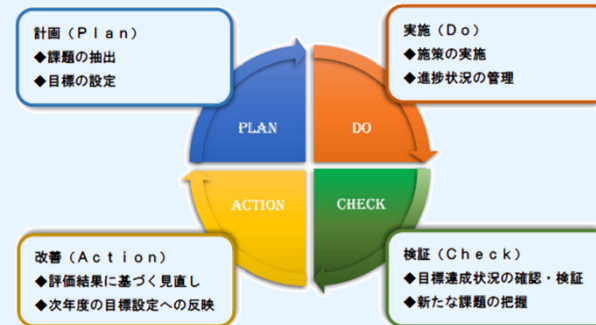 計画（Ｐｌａｎ）
◆課題の抽出
◆目標の設定
実施（Ｄｏ）
◆施策の実施
◆進捗状況の管理
PLAN
DO
ACTION
CHECK
改善（Ａｃｔｉｏｎ）
◆評価結果に基づく見直し
◆次年度の目標設定への反映
検証（Ｃｈｅｃｋ）
◆目標達成状況の確認・検証
◆新たな課題の把握